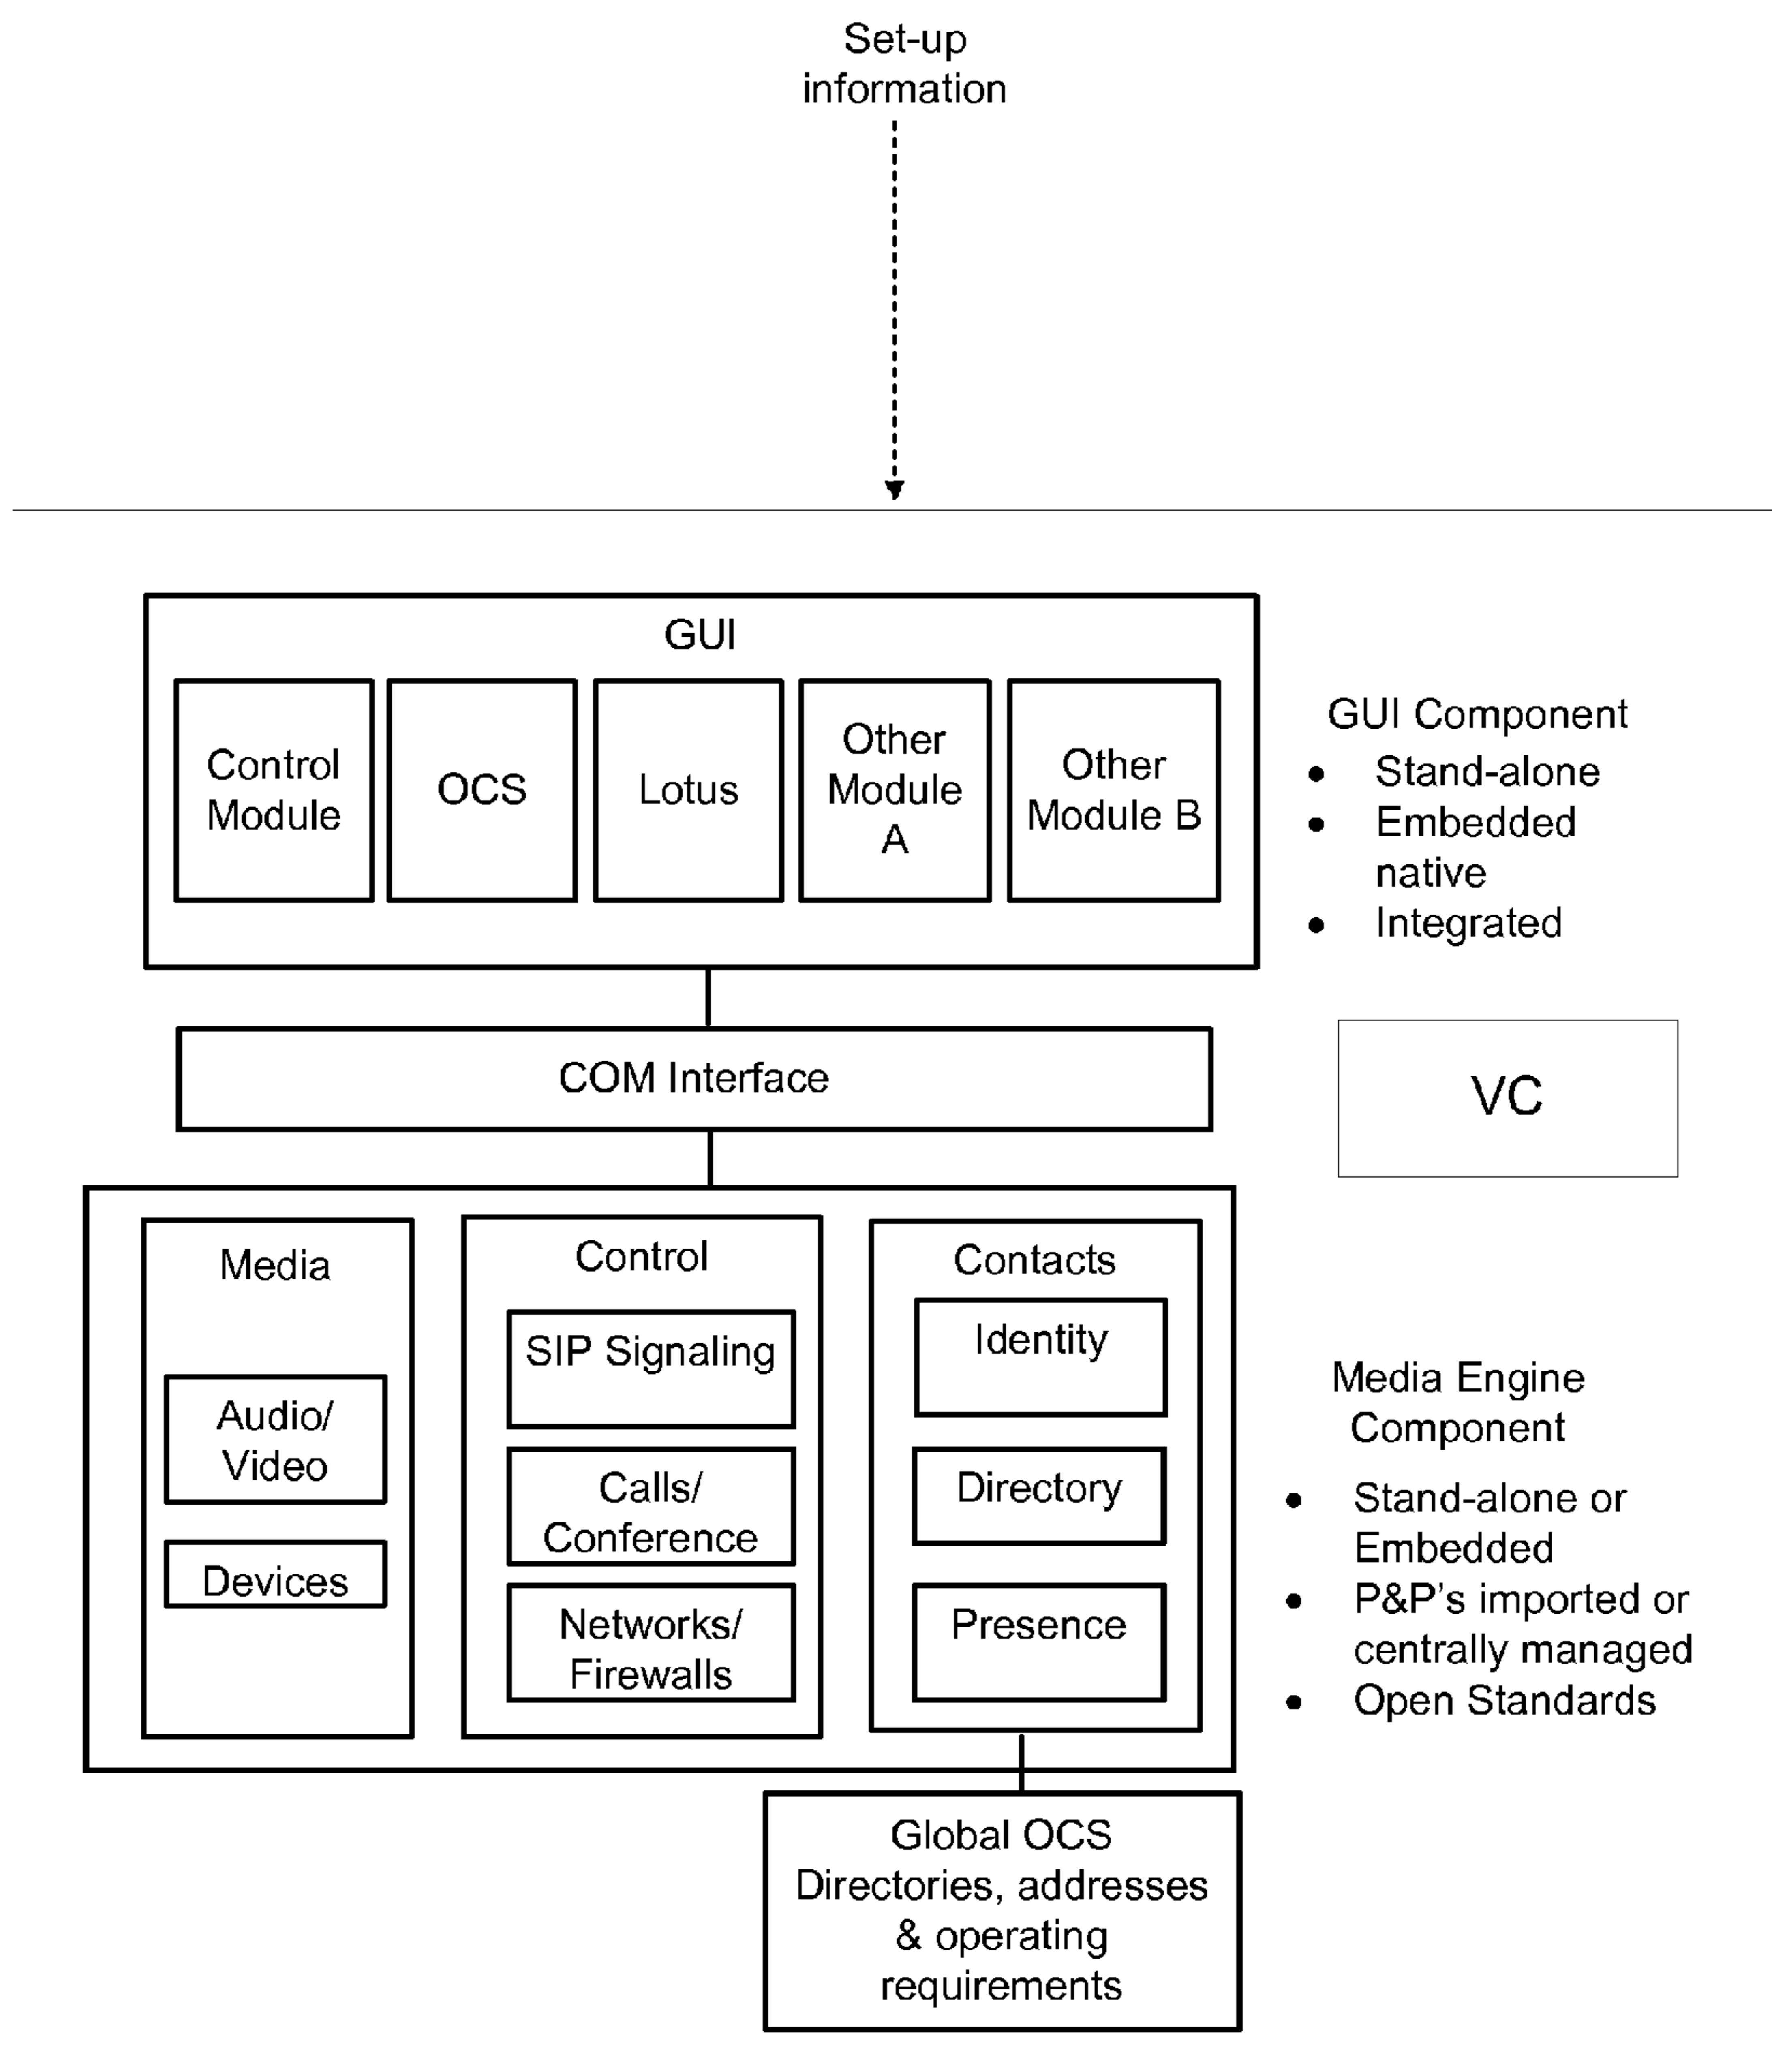 Set-up
information
GUI
Control
Module
OCS
Lotus
Other
Module
A
Other
Module B
GUI Component
• Stand-alone
• Embedded
native
• Integrated
COM Interface
VC
Media
Audio/
Video
Devices
Control
SIP Signaling
Calls/
Conference
Networks/
Firewalls
Contacts
Identity
Directory
Presence
Media Engine
Component
• Stand-alone or
Embedded
• P&P’s imported or
centrally managed
• Open Standards
Global OCS
Directories, addresses
& operating
requirements